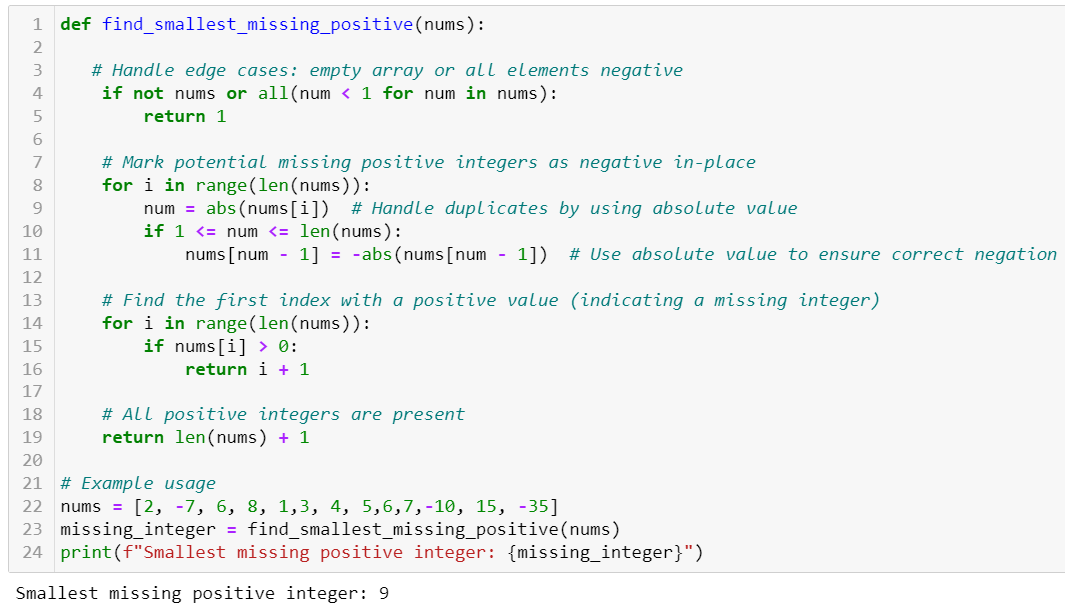 1 def find_smallest_missing_positive(nums):
2
3    # Handle edge cases: empty array or all elements negative
4     if not nums or all(num < 1 for num in nums):
5         return 1
6
7     # Mark potential missing positive integers as negative in-place
8     for i in range(len(nums)):
9         num = abs(nums[i])  # Handle duplicates by using absolute value
10         if 1 <= num <= len(nums):
11             nums[num - 1] = -abs(nums[num - 1])  # Use absolute value to ensure correct negation
12
13     # Find the first index with a positive value (indicating a missing integer)
14     for i in range(len(nums)):
15         if nums[i] > 0:
16             return i + 1
17
18     # All positive integers are present
19     return len(nums) + 1
20
21 # Example usage
22 nums = [2, -7, 6, 8, 1,3, 4, 5,6,7,-10, 15, -35]
23 missing_integer = find_smallest_missing_positive(nums)
24 print(f"Smallest missing positive integer: {missing_integer}")
Smallest missing positive integer: 9